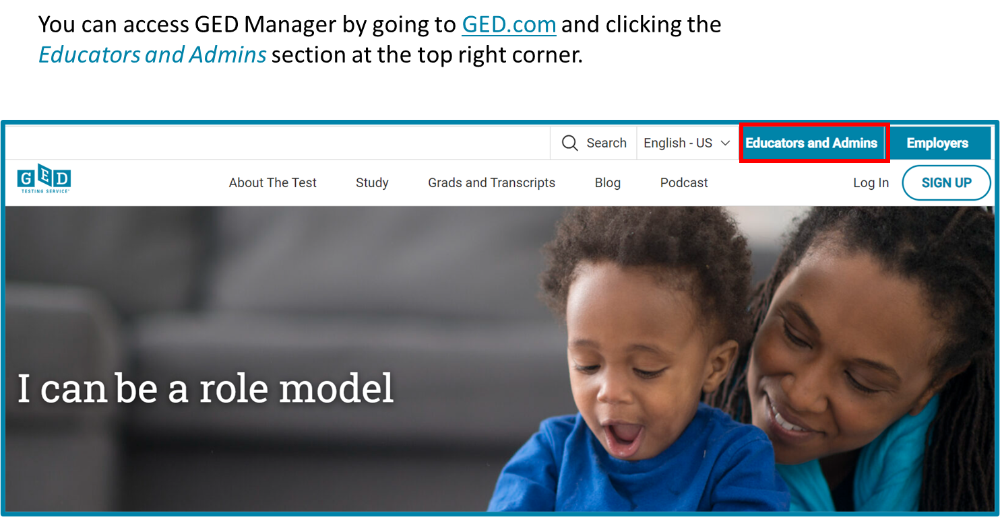 You can access GED Manager by going to GED.com and clicking the
Educators and Admins section at the top right corner.
Search English - US Educators and Admins Employers
GED
TESTING SERVICE®
About The Test Study Grads and Transcripts Blog Podcast Log In SIGN UP
I can be a role model